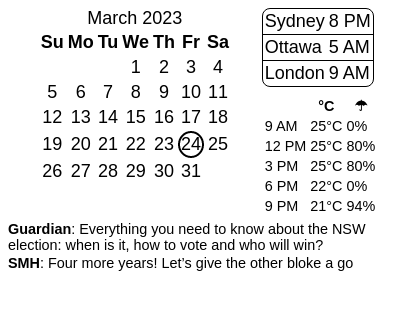 March 2023
Su Mo Tu We Th Fr Sa
1 2 3 4
5 6 7 8 9 10 11
12 13 14 15 16 17 18
19 20 21 22 23 24 25
26 27 28 29 30 31
Sydney 8 PM
Ottawa 5 AM
London 9 AM
°C ☂
9 AM 25°C 0%
12 PM 25°C 80%
3 PM 25°C 80%
6 PM 22°C 0%
9 PM 21°C 94%
Guardian: Everything you need to know about the NSW
election: when is it, how to vote and who will win?
SMH: Four more years! Let’s give the other bloke a go